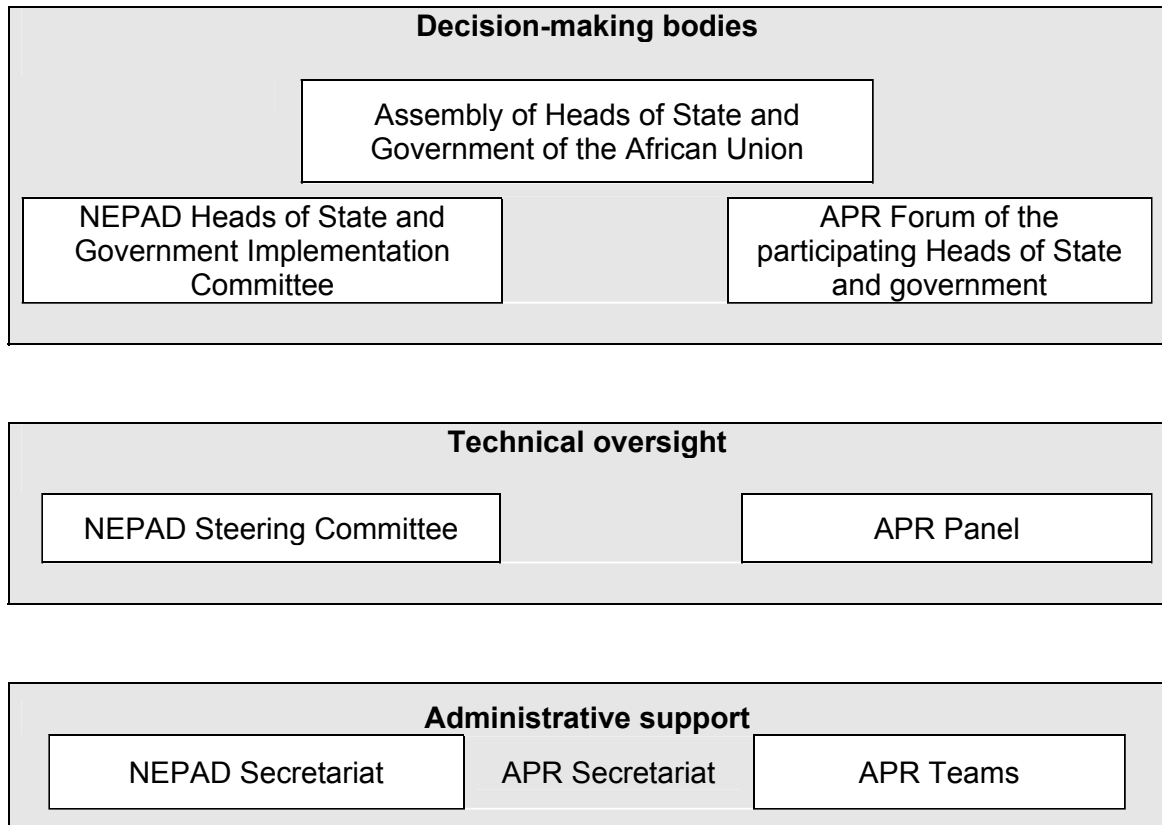 Decision-making bodies
Assembly of Heads of State and
Government of the African Union
NEPAD Heads of State and
Government Implementation
Committee
APR Forum of the
participating Heads of State
and government
Technical oversight
NEPAD Steering Committee
APR Panel
Administrative support
NEPAD Secretariat
APR Secretariat
APR Teams